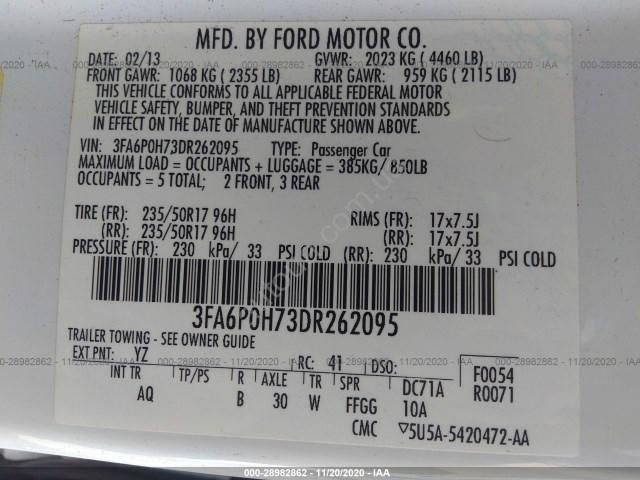 MFD. BY FORD MOTOR CO.
DATE: 02/13 GVWR: 2023 KG ( 4460 LB)
FRONT GAWR: 1068 KG ( 2355 LB) REAR GAWR: 959 KG ( 2115 LB)
THIS VEHICLE CONFORMS TO ALL APPLICABLE FEDERAL MOTOR
VEHICLE SAFETY, BUMPER, AND THEFT PREVENTION STANDARDS
IN EFFECT ON THE DATE OF MANUFACTURE SHOWN ABOVE.
VIN: 3FA6P0H73DR262095 TYPE: Passenger Car
MAXIMUM LOAD = OCCUPANTS + LUGGAGE = 385KG/ 850LB
OCCUPANTS = 5 TOTAL; 2 FRONT, 3 REAR
TIRE (FR): 235/50R17 96H RIMS (FR): 17x7.5J
(RR): 235/50R17 96H (RR): 17x7.5J
PRESSURE (FR): 230 kPa/ 33 PSI COLD (RR): 230 kPa/ 33 PSI COLD
3FA6P0H73DR262095
TRAILER TOWING - SEE OWNER GUIDE
EXT PNT: YZ RC: 41 DSO: F0054
INT TR TP/PS R AXLE TR SPR DC71A R0071
AQ B 30 W FFGG 10A
CMC ▽5U5A-5420472-AA
000-28982862 - 11/20/2020 - IAA